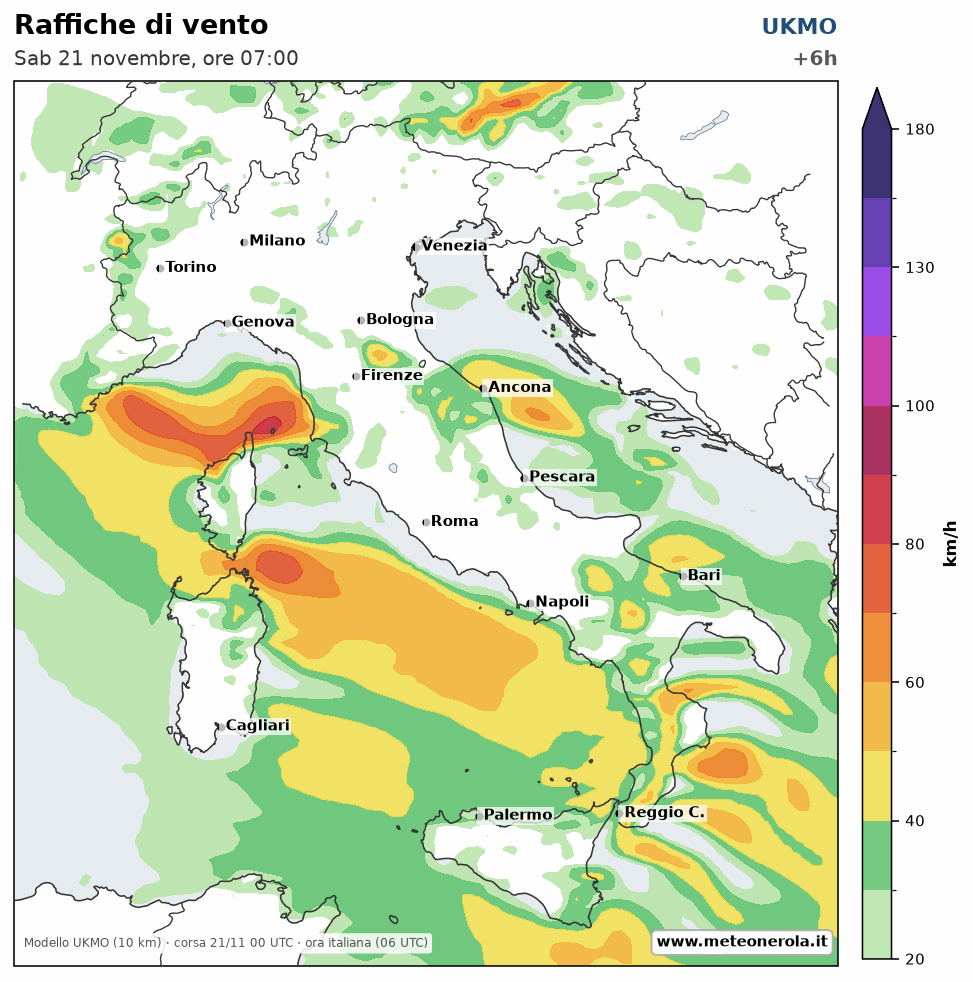 Raffiche di vento
UKMO
Sab 21 novembre, ore 07:00
+6h
Milano
Venezia
Torino
Genova
Bologna
Firenze
Ancona
Pescara
Roma
Bari
Napoli
Cagliari
Palermo
Reggio C.
Modello UKMO (10 km) · corsa 21/11 00 UTC · ora italiana (06 UTC)
www.meteonerola.it
180
130
100
80
60
40
20
km/h